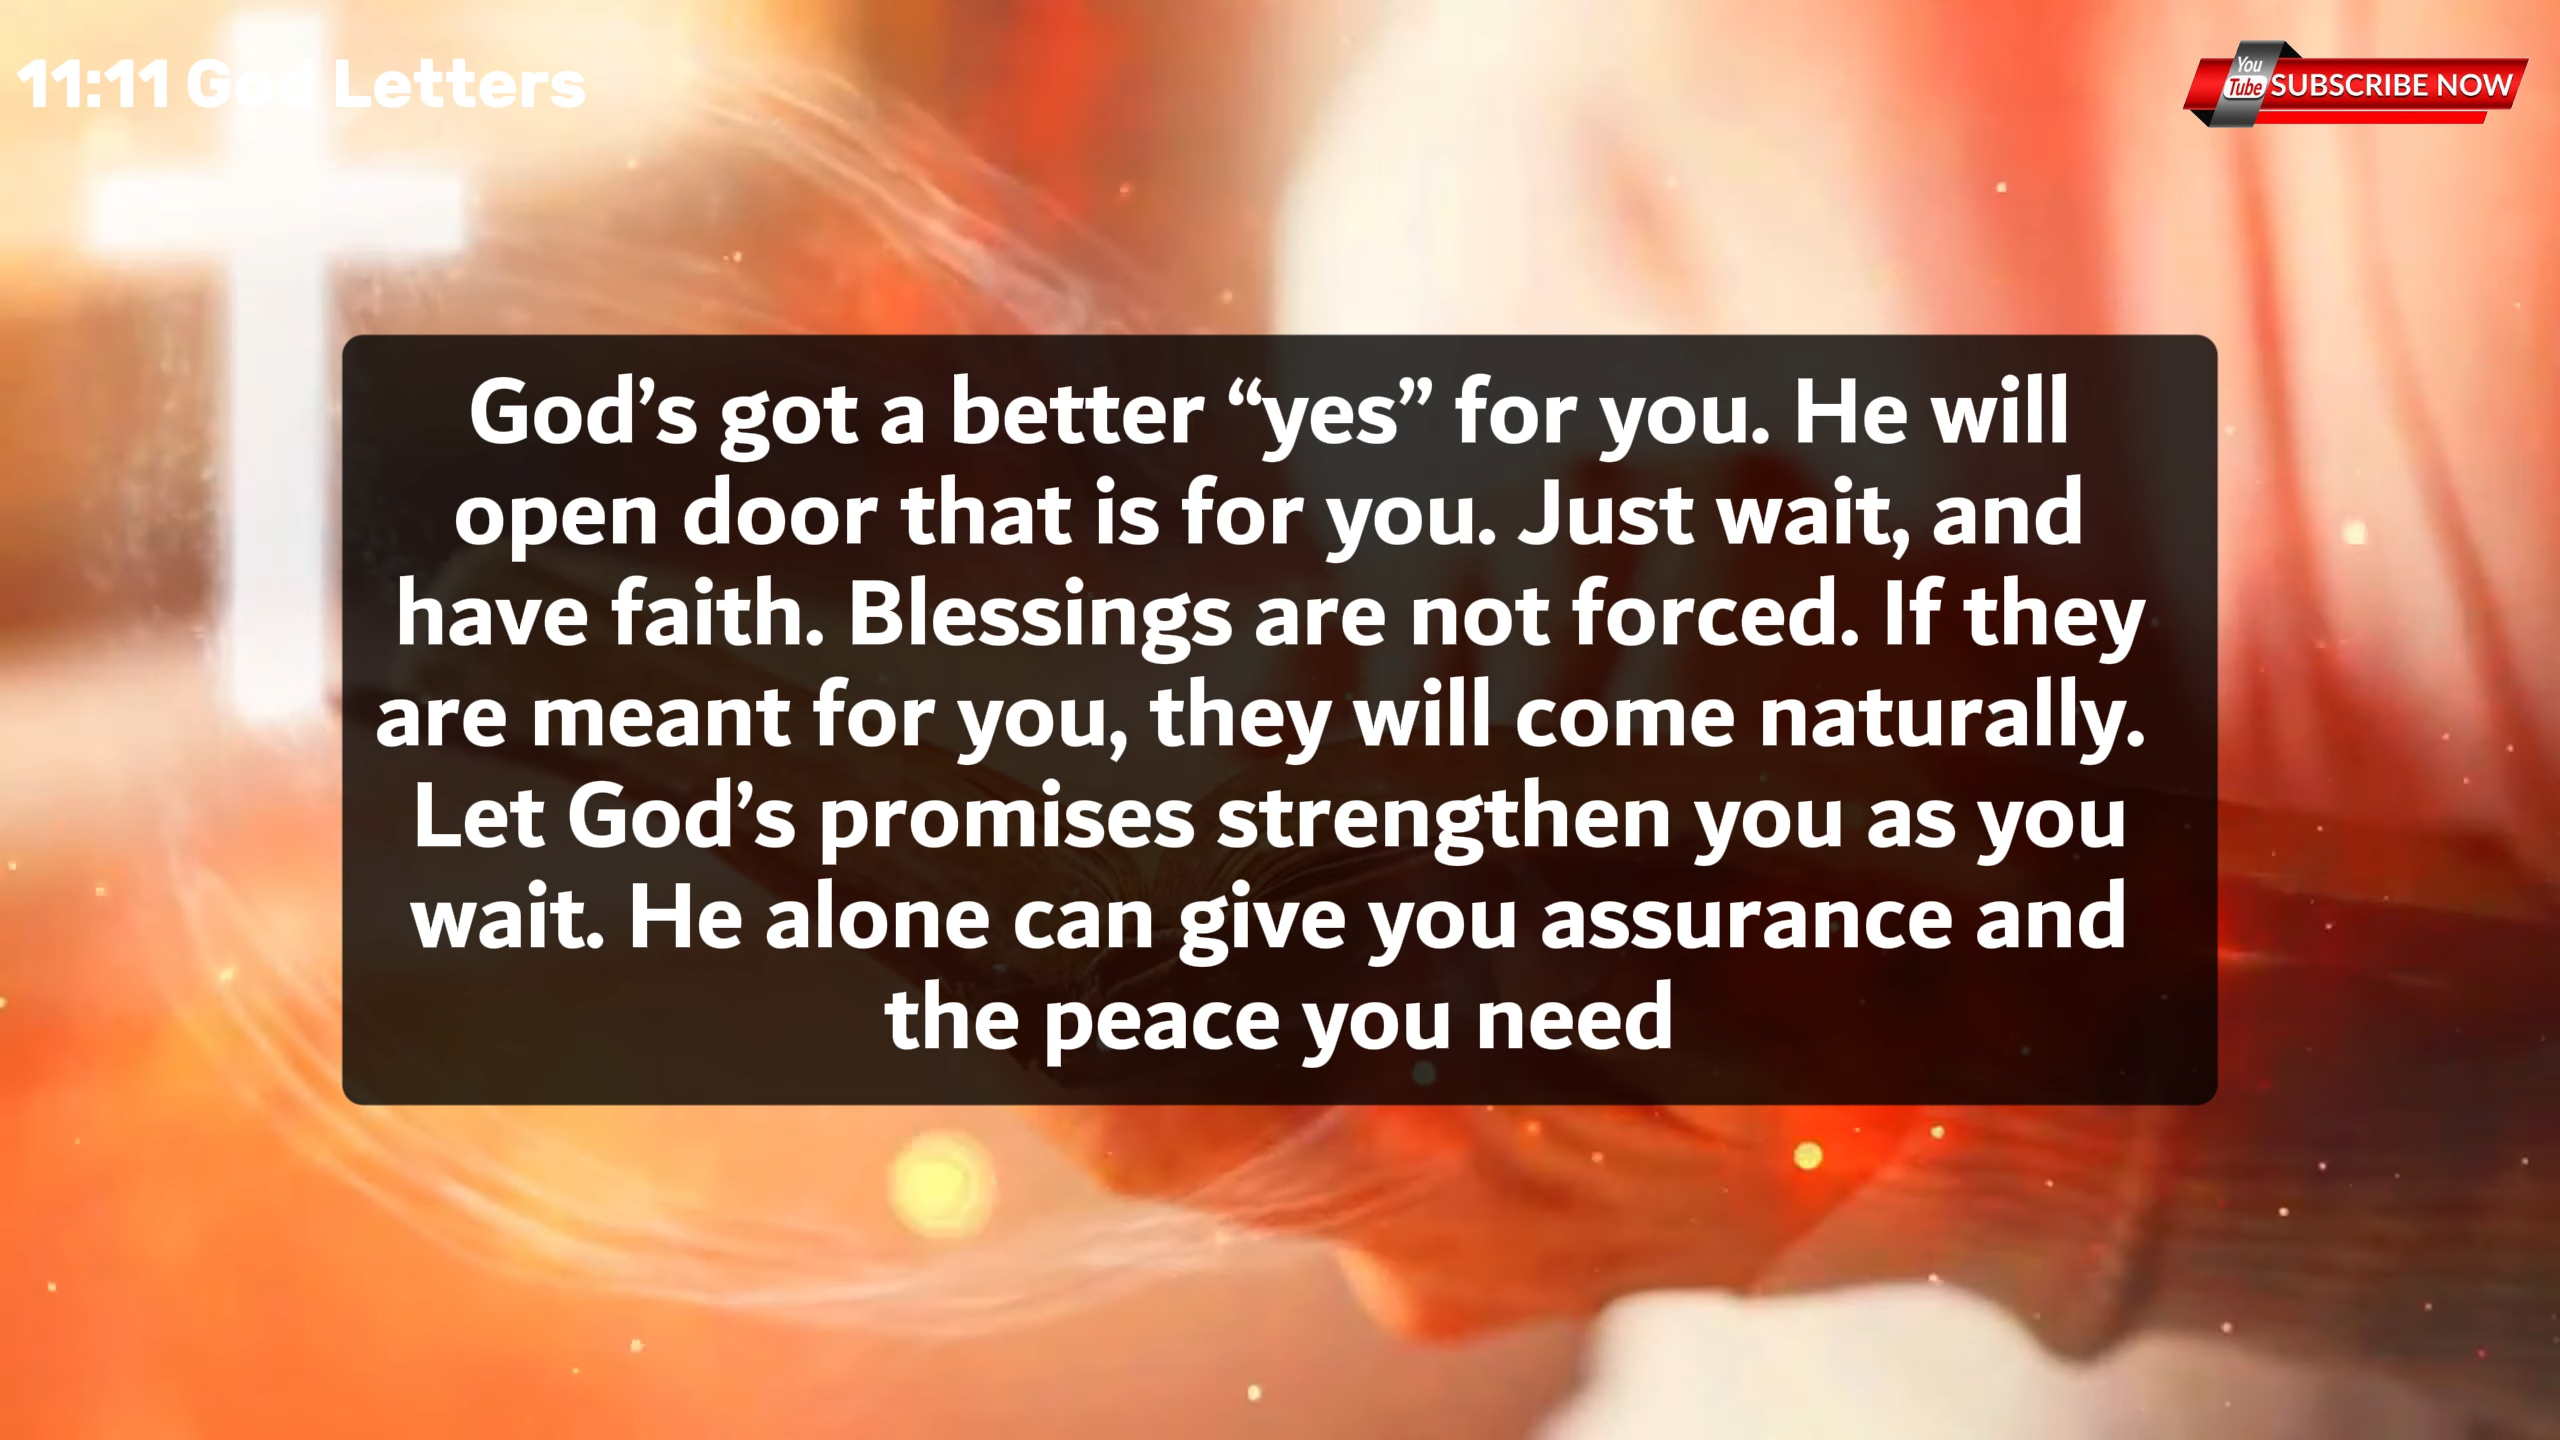 11:11 God Letters
You
Tube
SUBSCRIBE NOW
God’s got a better “yes” for you. He will
open door that is for you. Just wait, and
have faith. Blessings are not forced. If they
are meant for you, they will come naturally.
Let God’s promises strengthen you as you
wait. He alone can give you assurance and
the peace you need